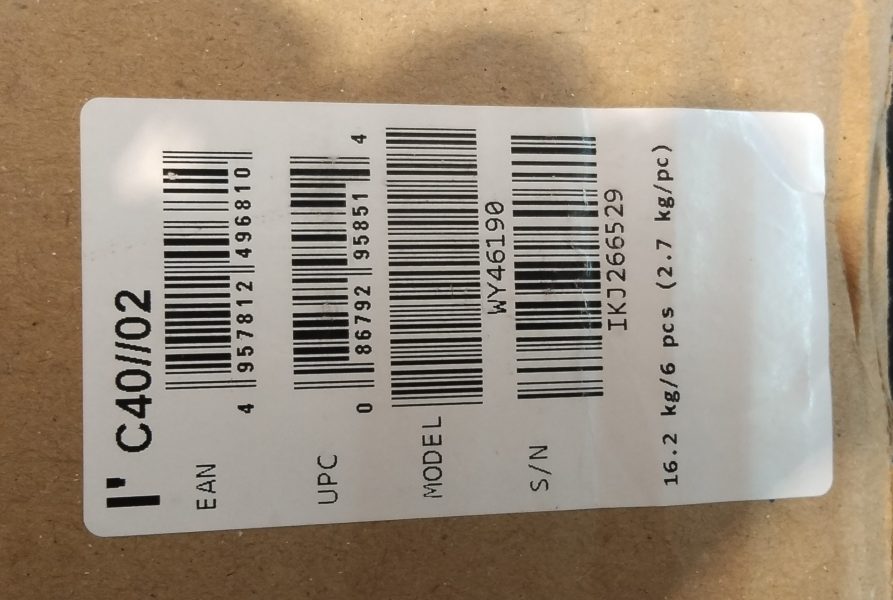 I' C40//02
EAN
4 957812 496810
UPC
0 86792 95851 4
MODEL
WY46190
S/N
IKJ266529
16.2 kg/6 pcs (2.7 kg/pc)